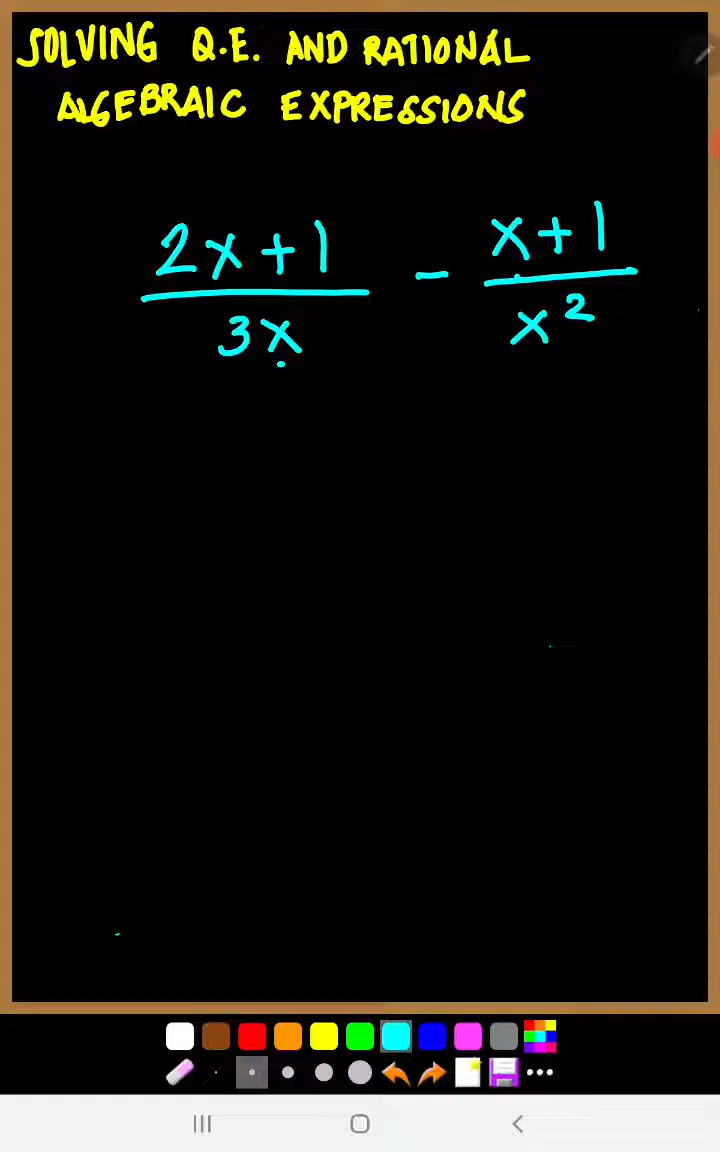 SOLVING Q.E. AND RATIONAL
ALGEBRAIC EXPRESSIONS
2x+1 x+1
—— - ——
3x x²